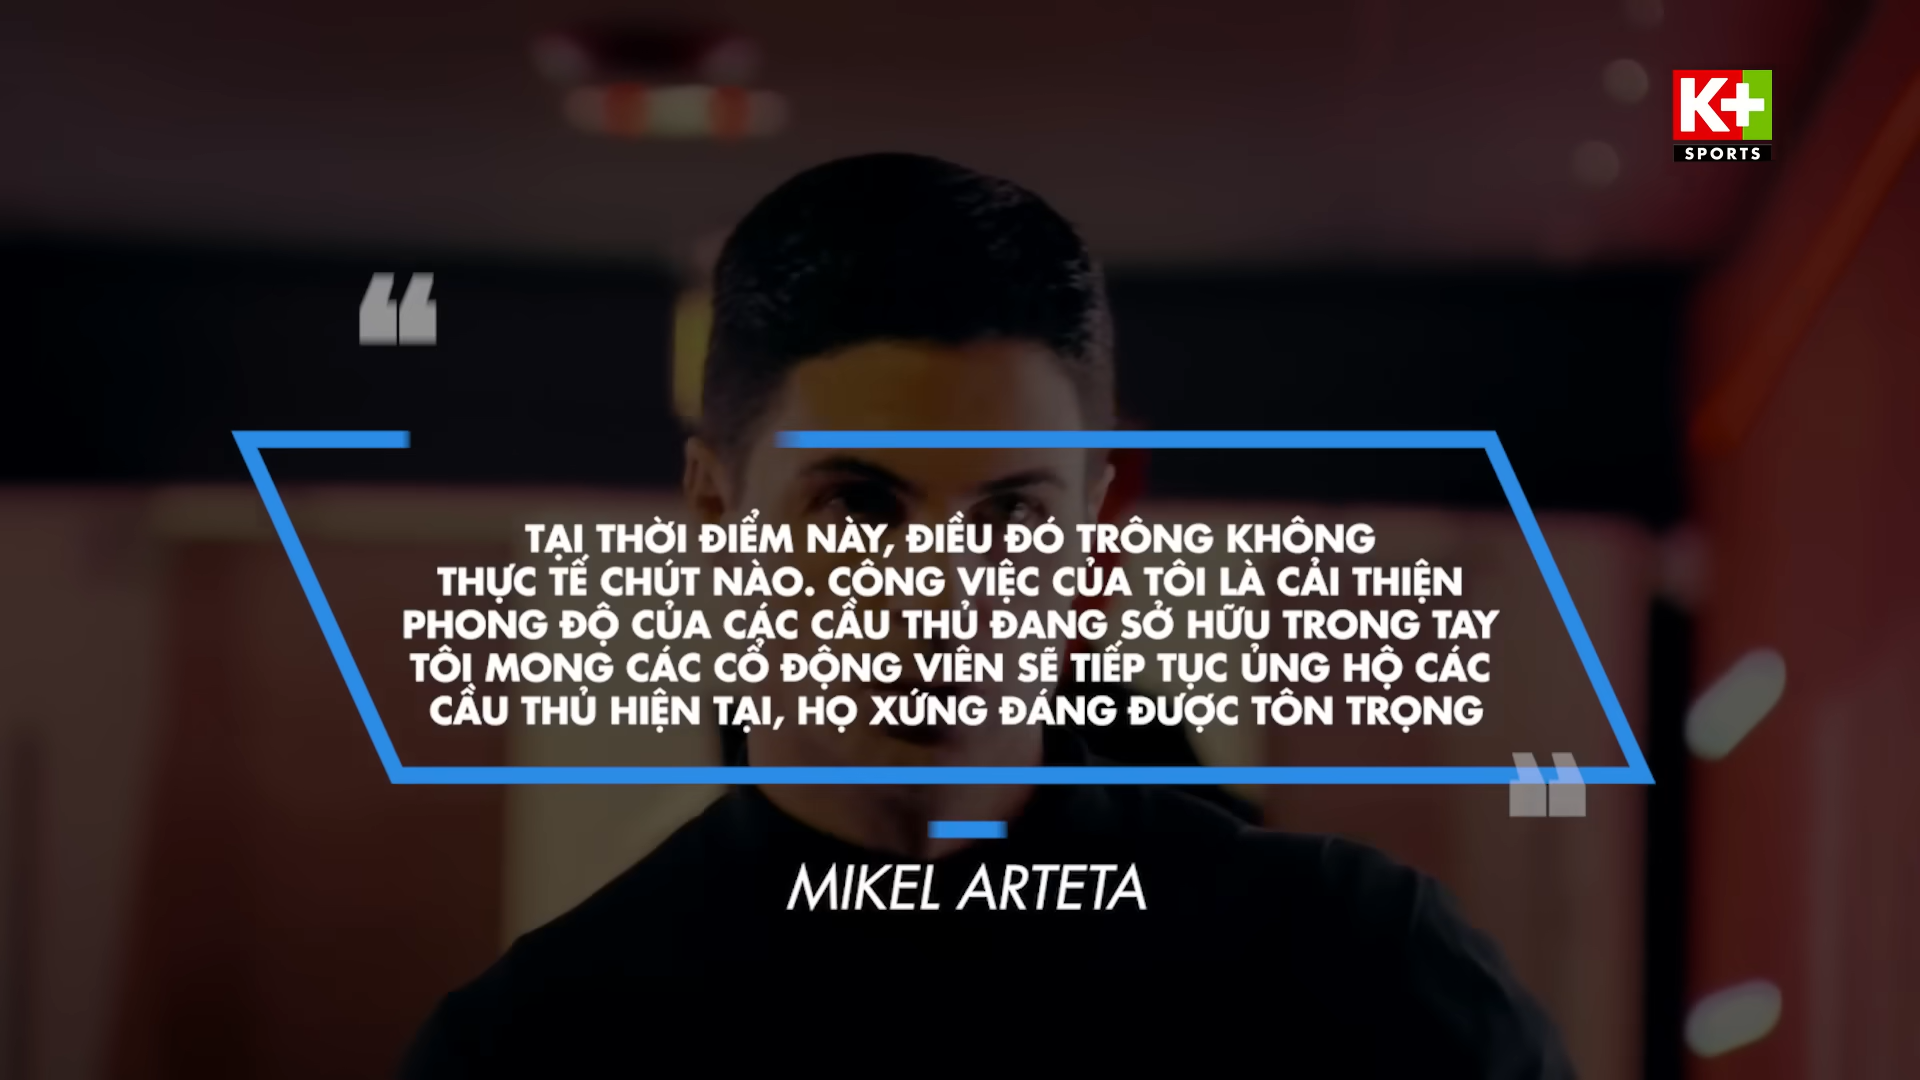 K+
SPORTS
“
TẠI THỜI ĐIỂM NÀY, ĐIỀU ĐÓ TRÔNG KHÔNG
THỰC TẾ CHÚT NÀO. CÔNG VIỆC CỦA TÔI LÀ CẢI THIỆN
PHONG ĐỘ CỦA CÁC CẦU THỦ ĐANG SỞ HỮU TRONG TAY
TÔI MONG CÁC CỔ ĐỘNG VIÊN SẼ TIẾP TỤC ỦNG HỘ CÁC
CẦU THỦ HIỆN TẠI, HỌ XỨNG ĐÁNG ĐƯỢC TÔN TRỌNG
”
MIKEL ARTETA